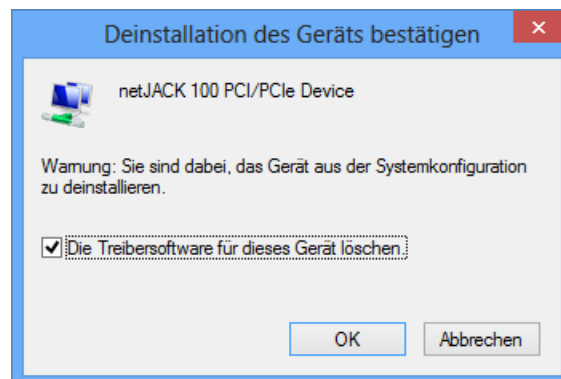 Deinstallation des Geräts bestätigen
netJACK 100 PCI/PCIe Device
Warnung: Sie sind dabei, das Gerät aus der Systemkonfiguration
zu deinstallieren.
Die Treibersoftware für dieses Gerät löschen.
OK
Abbrechen